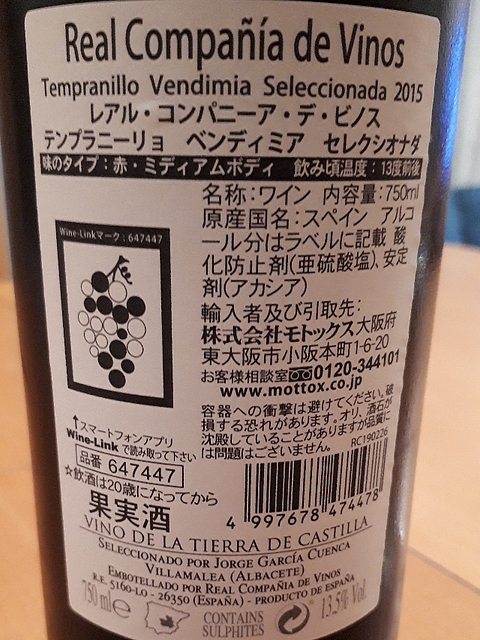 Real Compañía de Vinos
Tempranillo Vendimia Seleccionada 2015
レアル・コンパニーア・デ・ビノス
テンプラニーリョ ベンディミア セレクシオナダ
味のタイプ：赤・ミディアムボディ 飲み頃温度：13度前後
名称：ワイン 内容量：750ml
原産国名：スペイン アルコ
ール分はラベルに記載 酸
化防止剤(亜硫酸塩)、安定
剤(アカシア)
輸入者及び引取先：
株式会社モトックス大阪府
東大阪市小阪本町1-6-20
お客様相談室 0120-344101
www.mottox.co.jp
容器への衝撃は避けてください。破
損する恐れがあります。オリ、酒石が
沈殿していることがありますが品質に
は問題はございません。
RC190226
Wine-Linkマーク：647447
↑スマートフォンアプリ
Wine-Link で読み取って下さい
品番 647447
☆飲酒は20歳になってから
果実酒
4 997678 474478
VINO DE LA TIERRA DE CASTILLA
SELECCIONADO POR JORGE GARCÍA CUENCA
VILLAMALEA (ALBACETE)
EMBOTELLADO POR REAL COMPAÑIA DE VINOS
R.E. 5160-LO - 26350 (ESPAÑA) - PRODUCTO DE ESPAÑA
750 ml e
CONTAINS
SULPHITES
13.5% Vol.